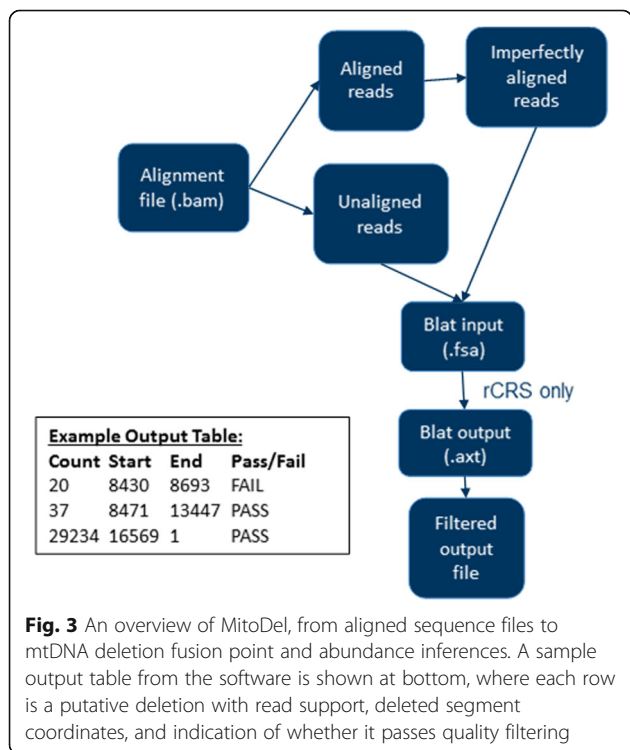 Aligned
reads
Imperfectly
aligned
reads
Alignment
file (.bam)
Unaligned
reads
Blat input
(.fsa)
rCRS only
Blat output
(.axt)
Filtered
output
file
Example Output Table:
Count Start End Pass/Fail
20 8430 8693 FAIL
37 8471 13447 PASS
29234 16569 1 PASS
Fig. 3 An overview of MitoDel, from aligned sequence files to
mtDNA deletion fusion point and abundance inferences. A sample
output table from the software is shown at bottom, where each row
is a putative deletion with read support, deleted segment
coordinates, and indication of whether it passes quality filtering